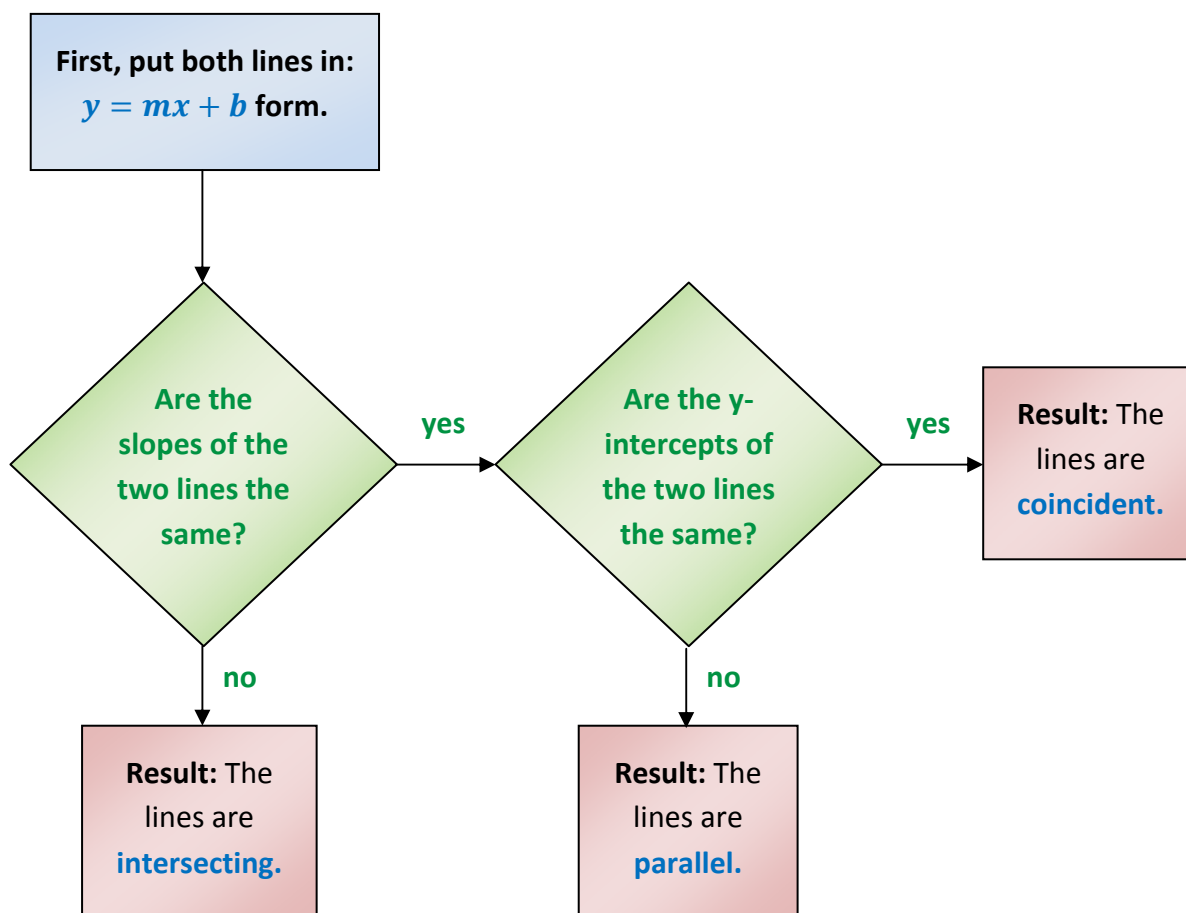 First, put both lines in:
y = mx + b form.
Are the
slopes of the
two lines the
same?
yes
Are the y-
intercepts of
the two lines
the same?
yes
Result: The
lines are
coincident.
no
Result: The
lines are
intersecting.
no
Result: The
lines are
parallel.